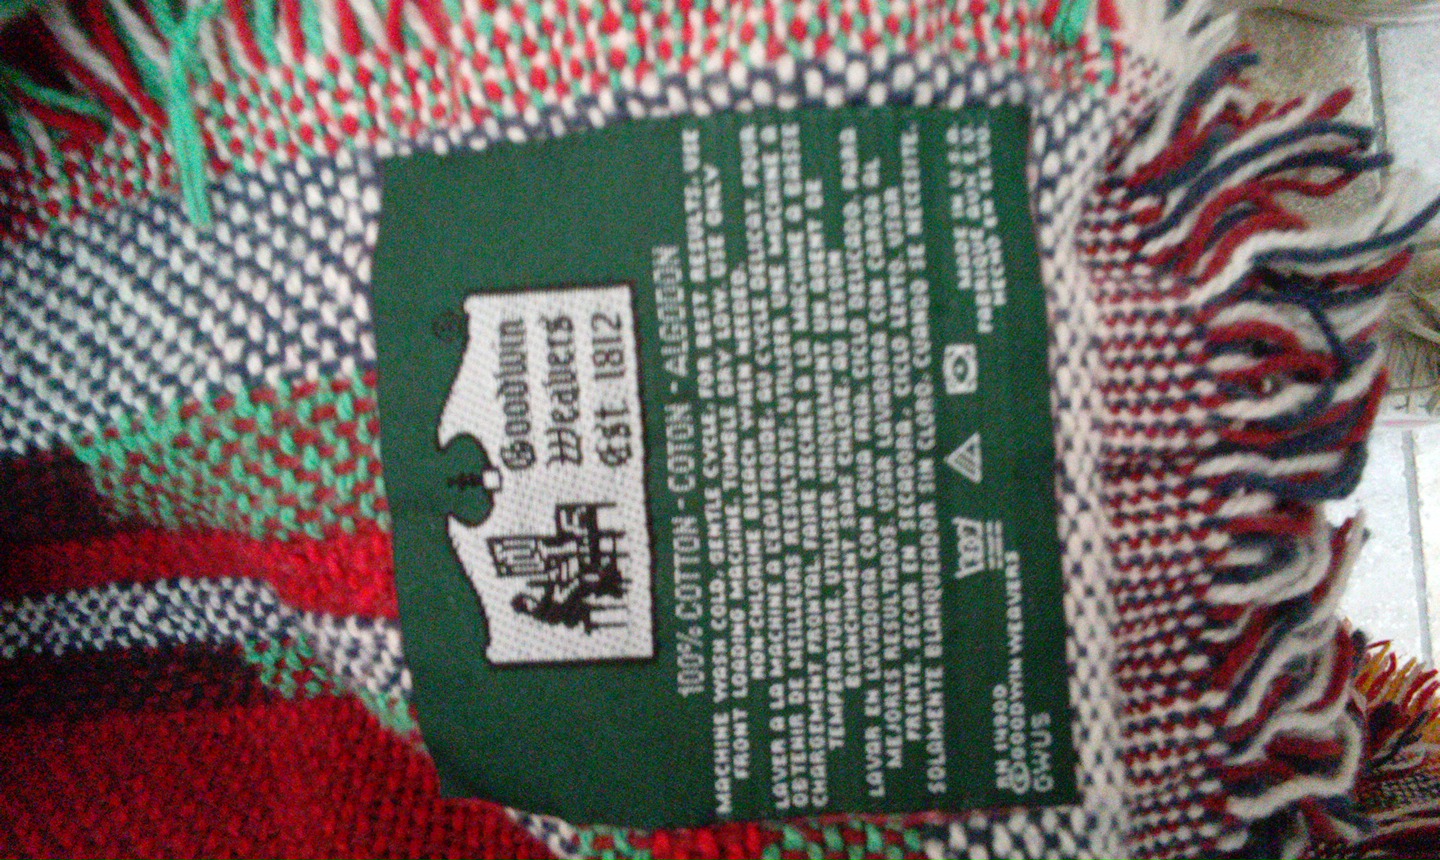 Goodwin
Weavers
Est. 1812
®
100% COTTON · COTON · ALGODON
MACHINE WASH COLD, GENTLE CYCLE. FOR BEST RESULTS, USE
FRONT LOADING MACHINE. TUMBLE DRY LOW. USE ONLY
NON-CHLORINE BLEACH WHEN NEEDED.
LAVER A LA MACHINE A L'EAU FROIDE, AU CYCLE DELICAT. POUR
OBTENIR DE MEILLEURS RESULTATS, UTILISER UNE MACHINE A
CHARGEMENT FRONTAL. FAIRE SECHER A LA MACHINE A BASSE
TEMPERATURE. UTILISER UNIQUEMENT UN AGENT DE
BLANCHIMENT SANS CHLORE, AU BESOIN
LAVAR EN LAVADORA CON AGUA FRIA, CICLO DELICADO. PARA
MEJORES RESULTADOS, USAR LAVADORA CON CARGA AL
FRENTE. SECAR EN SECADORA, CICLO LENTO. USAR
SOLAMENTE BLANQUEADOR SIN CLORO, CUANDO SE NECESITE.
RN 14900
©GOODWIN WEAVERS
GWUS
MADE IN U.S.A.
FABRIQUE AUX E.U.
HECHO EN EE.UU.